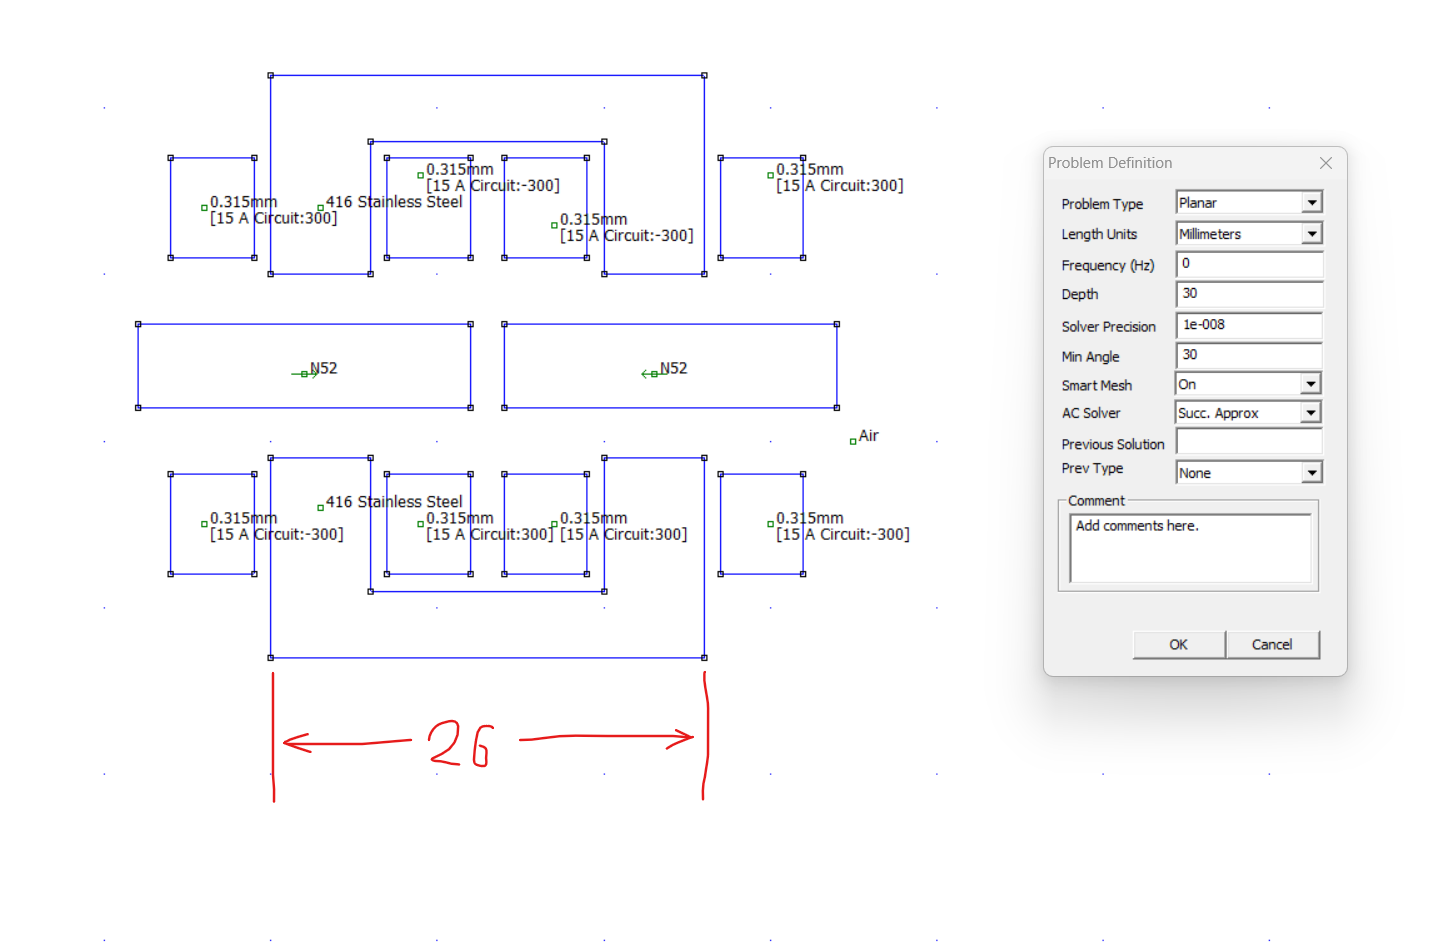 0.315mm
[15 A Circuit:300]
416 Stainless Steel
0.315mm
[15 A Circuit:-300]
0.315mm
[15 A Circuit:-300]
0.315mm
[15 A Circuit:300]
N52
N52
Air
0.315mm
[15 A Circuit:-300]
416 Stainless Steel
0.315mm
[15 A Circuit:300]
0.315mm
[15 A Circuit:300]
0.315mm
[15 A Circuit:-300]
26
Problem Definition
Problem Type Planar
Length Units Millimeters
Frequency (Hz) 0
Depth 30
Solver Precision 1e-008
Min Angle 30
Smart Mesh On
AC Solver Succ. Approx
Previous Solution
Prev Type None
Comment
Add comments here.
OK Cancel